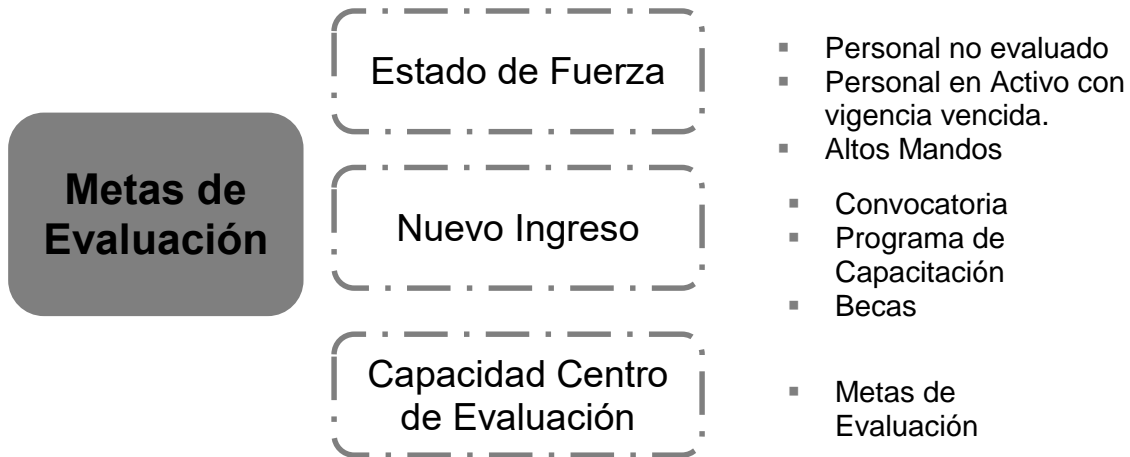 Metas de
Evaluación
Estado de Fuerza
▪ Personal no evaluado
▪ Personal en Activo con
vigencia vencida.
▪ Altos Mandos
Nuevo Ingreso
▪ Convocatoria
▪ Programa de
Capacitación
▪ Becas
Capacidad Centro
de Evaluación
▪ Metas de
Evaluación